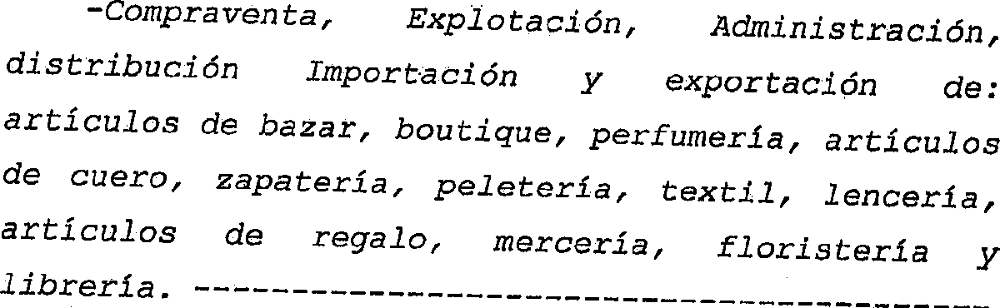 -Compraventa, Explotación, Administración,
distribución Importación y exportación de:
artículos de bazar, boutique, perfumería, artículos
de cuero, zapatería, peletería, textil, lencería,
artículos de regalo, mercería, floristería y
librería. ----------------------------------------